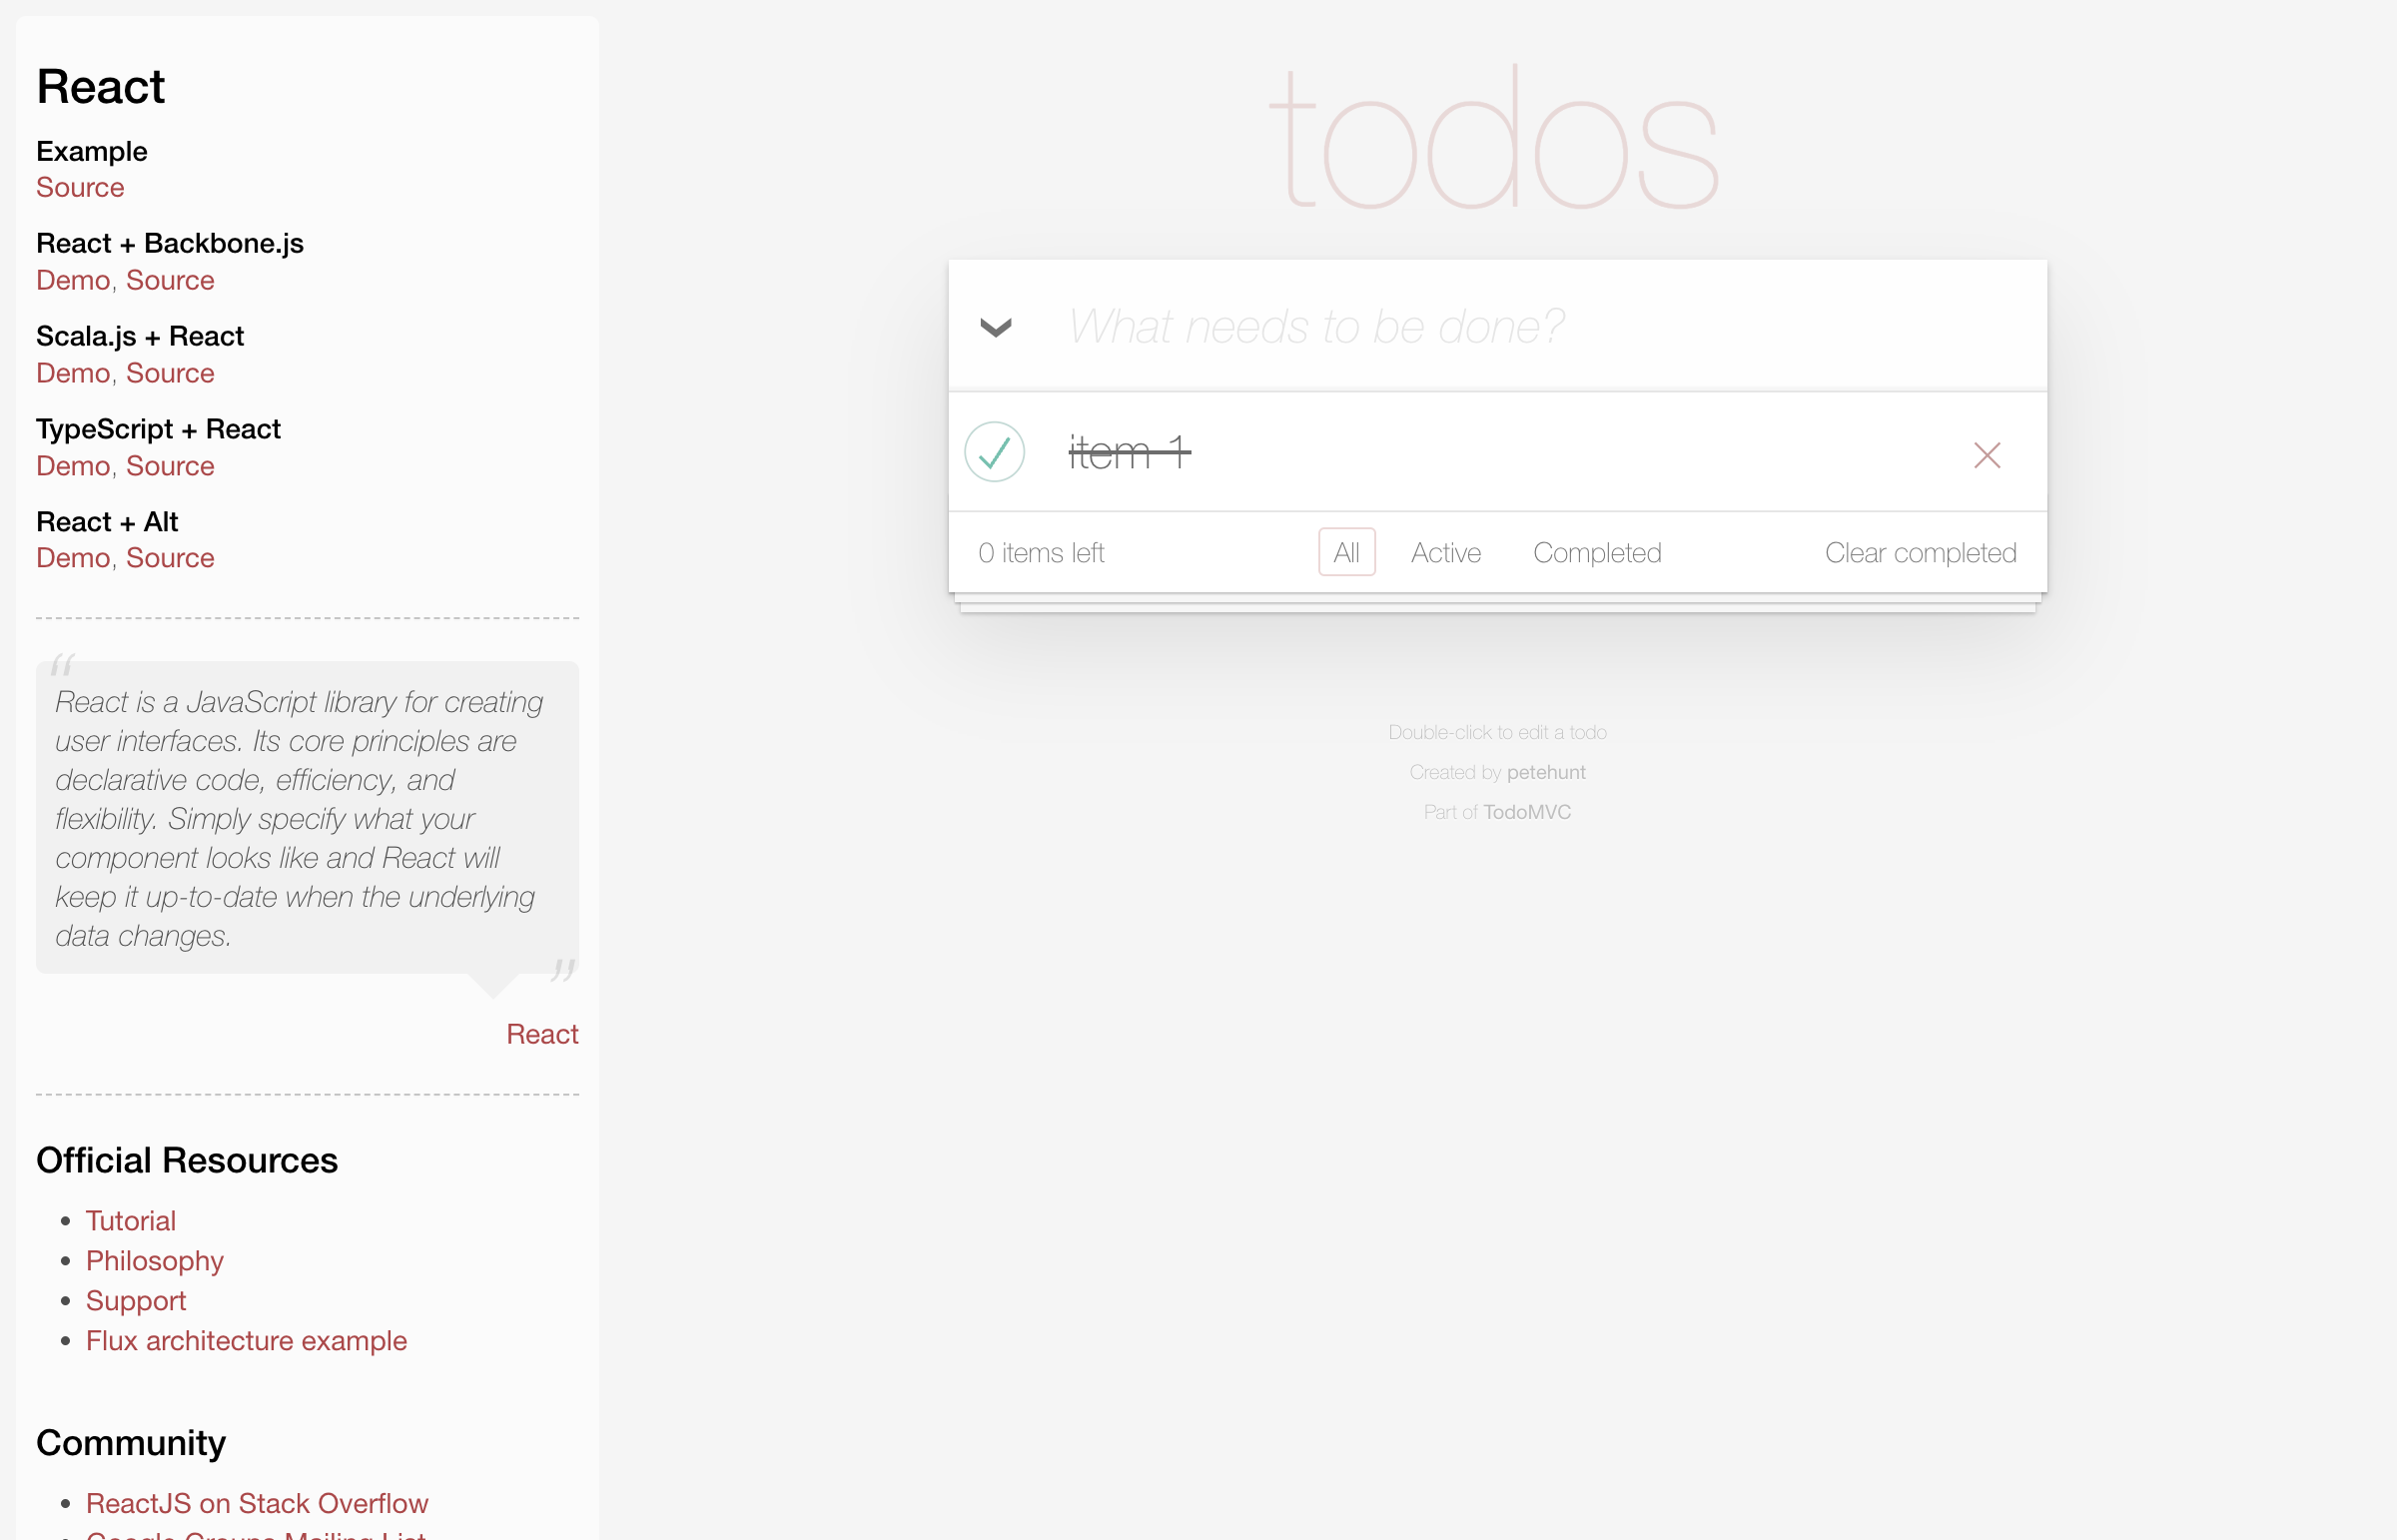 React
Example
Source
React + Backbone.js
Demo, Source
Scala.js + React
Demo, Source
TypeScript + React
Demo, Source
React + Alt
Demo, Source
“
React is a JavaScript library for creating
user interfaces. Its core principles are
declarative code, efficiency, and
flexibility. Simply specify what your
component looks like and React will
keep it up-to-date when the underlying
data changes.
”
React
Official Resources
• Tutorial
• Philosophy
• Support
• Flux architecture example
Community
• ReactJS on Stack Overflow
• Google Groups Mailing List
todos
What needs to be done?
item 1
0 items left All Active Completed Clear completed
Double-click to edit a todo
Created by petehunt
Part of TodoMVC